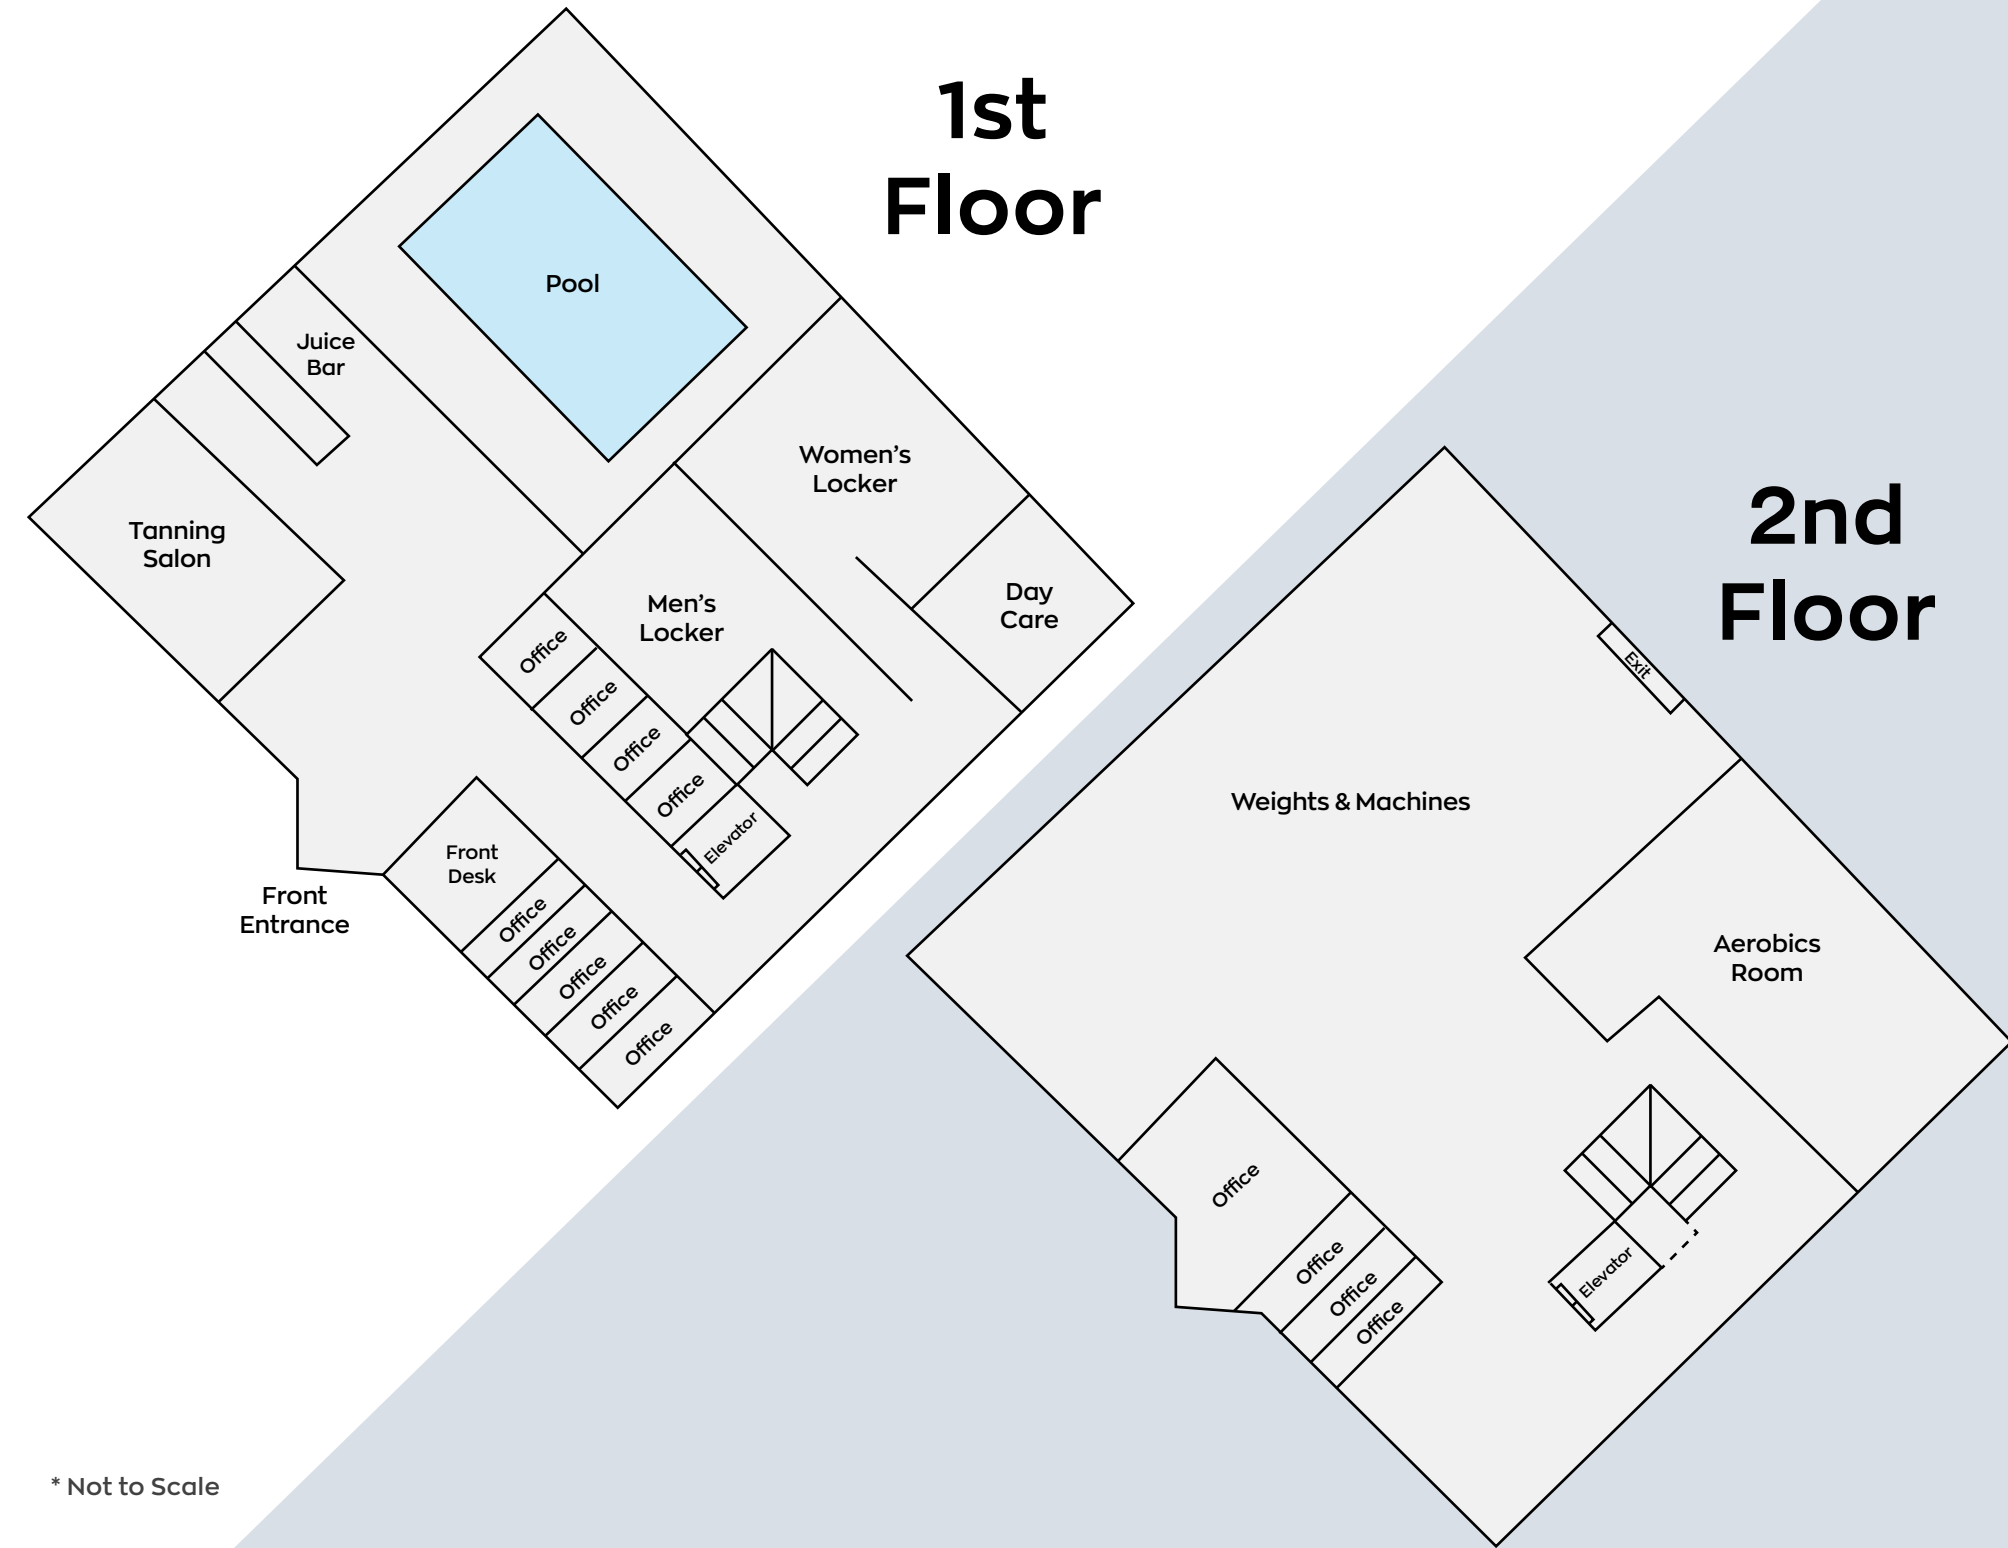 1st
Floor
Pool
Juice
Bar
Women's
Locker
Tanning
Salon
Day
Care
Men's
Locker
Office
Office
Office
Office
Elevator
Front
Desk
Front
Entrance
Office
Office
Office
Office
Office
2nd
Floor
Exit
Weights & Machines
Aerobics
Room
Office
Office
Office
Office
Elevator
* Not to Scale